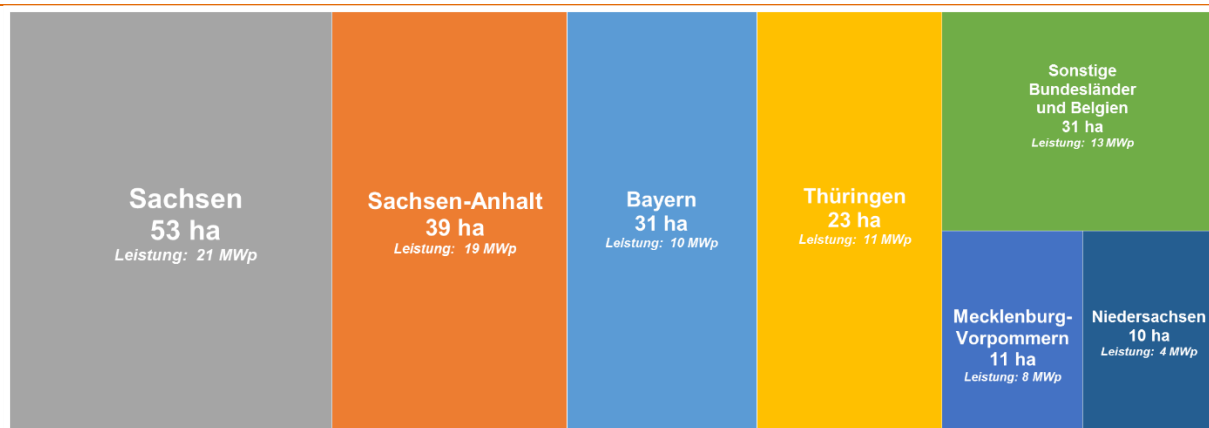 Sachsen
53 ha
Leistung: 21 MWp
Sachsen-Anhalt
39 ha
Leistung: 19 MWp
Bayern
31 ha
Leistung: 10 MWp
Thüringen
23 ha
Leistung: 11 MWp
Sonstige
Bundesländer
und Belgien
31 ha
Leistung: 13 MWp
Mecklenburg-
Vorpommern
11 ha
Leistung: 8 MWp
Niedersachsen
10 ha
Leistung: 4 MWp